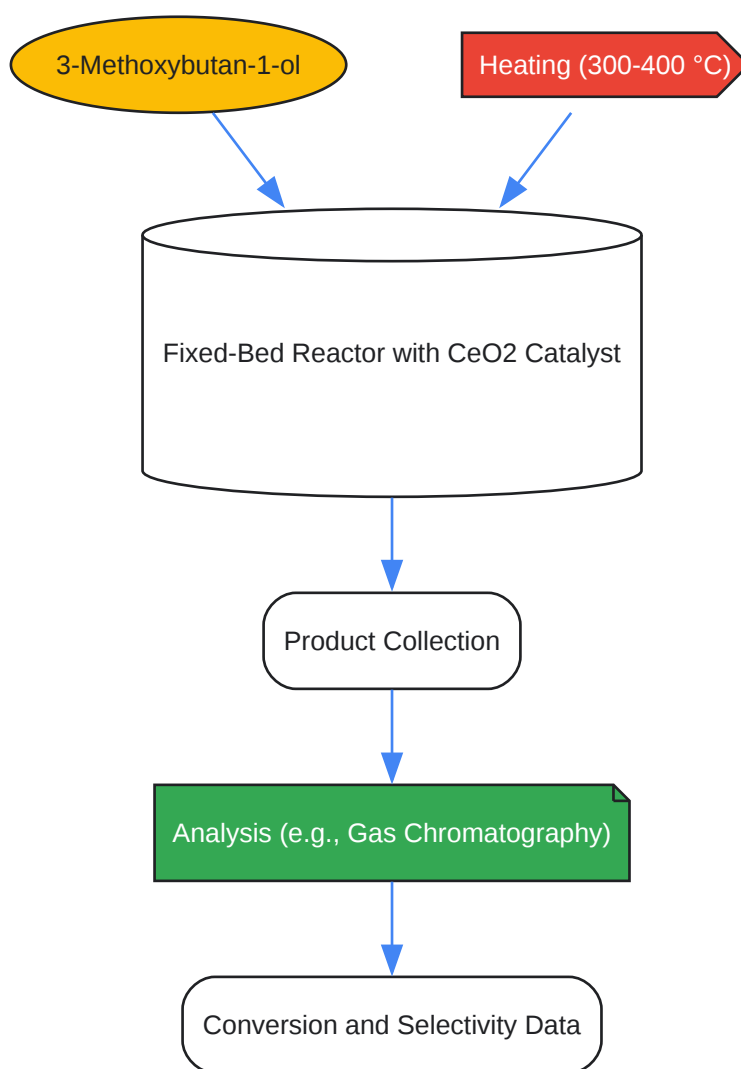 3-Methoxybutan-1-ol
Heating (300-400 °C)
Fixed-Bed Reactor with CeO2 Catalyst
Product Collection
Analysis (e.g., Gas Chromatography)
Conversion and Selectivity Data